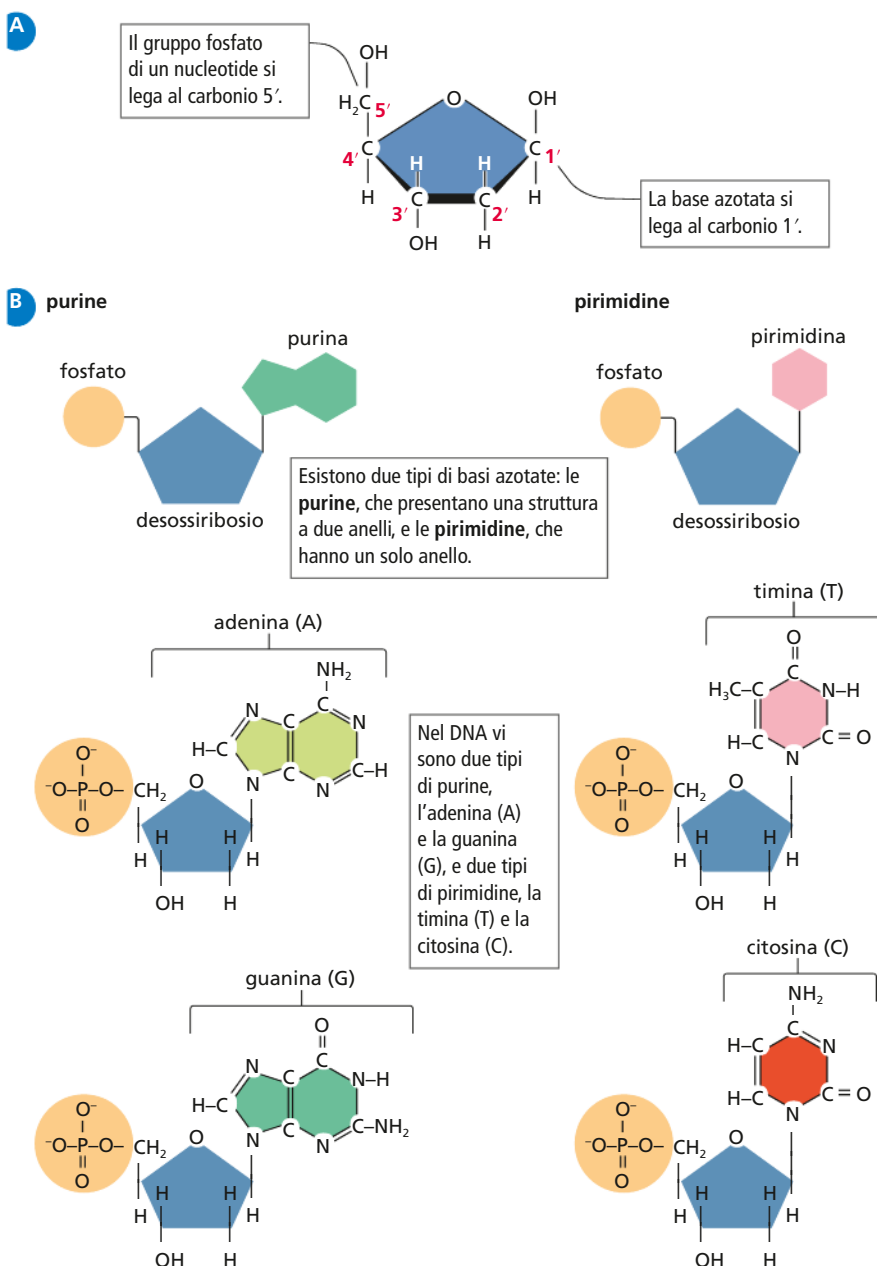 A
Il gruppo fosfato
di un nucleotide si
lega al carbonio 5′.
OH
H₂C 5′
O
OH
4′ C
H
H
C 1′
H
C
C
H
3′
2′
OH
H
La base azotata si
lega al carbonio 1′.
B purine
pirimidine
purina
pirimidina
fosfato
fosfato
desossiribosio
desossiribosio
Esistono due tipi di basi azotate: le
purine, che presentano una struttura
a due anelli, e le pirimidine, che
hanno un solo anello.
adenina (A)
NH₂
C
N
C
N
H–C
C
C–H
N
N
O⁻
⁻O–P–O–
O
CH₂
O
H
H
H
H
OH
H
Nel DNA vi
sono due tipi
di purine,
l’adenina (A)
e la guanina
(G), e due tipi
di pirimidine, la
timina (T) e la
citosina (C).
timina (T)
O
C
H₃C–C
N–H
H–C
C=O
N
O⁻
⁻O–P–O–
O
CH₂
O
H
H
H
H
OH
H
guanina (G)
O
C
N
C
N–H
H–C
C
C–NH₂
N
N
O⁻
⁻O–P–O–
O
CH₂
O
H
H
H
H
OH
H
citosina (C)
NH₂
C
H–C
N
H–C
C=O
N
O⁻
⁻O–P–O–
O
CH₂
O
H
H
H
H
OH
H